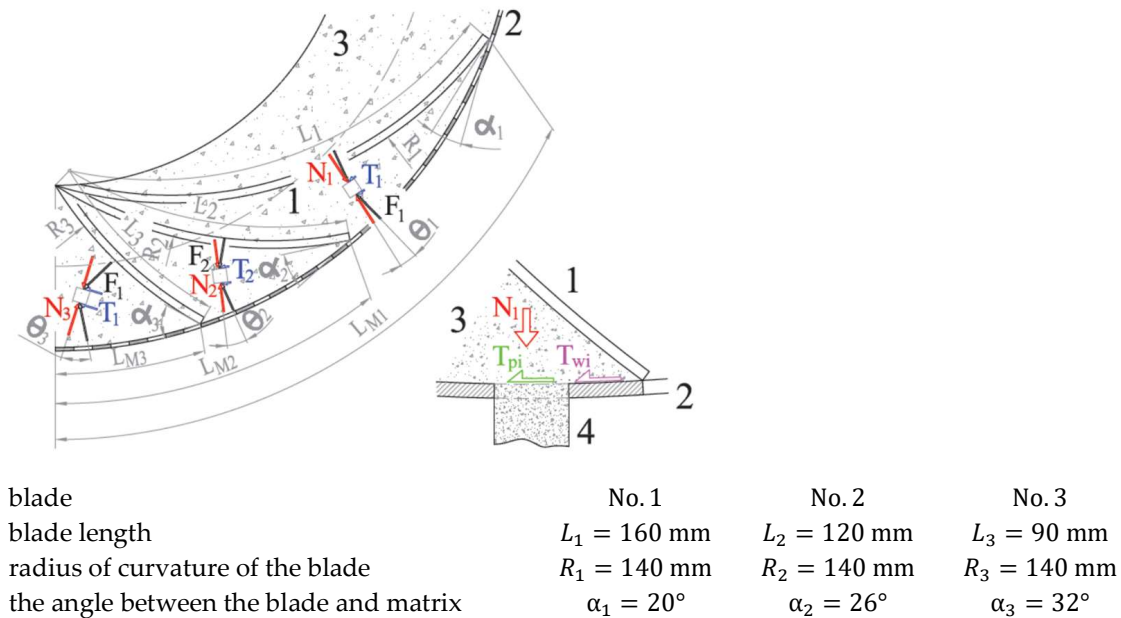 3
2
L1
α1
R1
N1
T1
1
L2
F1
θ1
R3
L3
R2
F2
T2
α2
N2
F1
T1
N3
α3
θ3
θ2
LM1
LM3
LM2
1
3
N1
Tpi
Twi
2
4
blade No. 1 No. 2 No. 3
blade length L₁ = 160 mm L₂ = 120 mm L₃ = 90 mm
radius of curvature of the blade R₁ = 140 mm R₂ = 140 mm R₃ = 140 mm
the angle between the blade and matrix α₁ = 20° α₂ = 26° α₃ = 32°